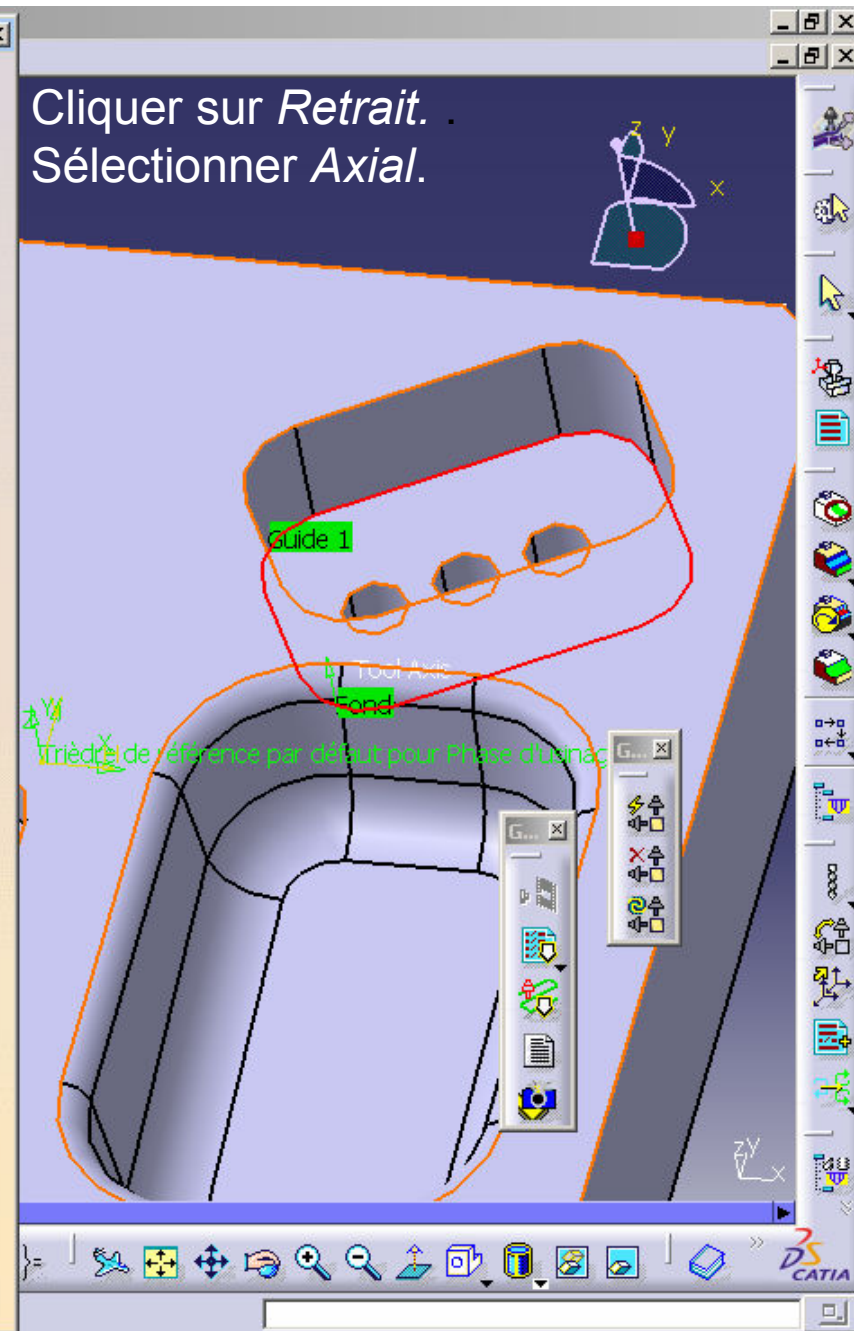 Cliquer sur Retrait. .
Sélectionner Axial.
z
y
x
Guide 1
Tool Axis
Fond
z y
x
Trièdre de référence par défaut pour Phase d'usinag
G...
G...
z y
x
}=
DS
CATIA